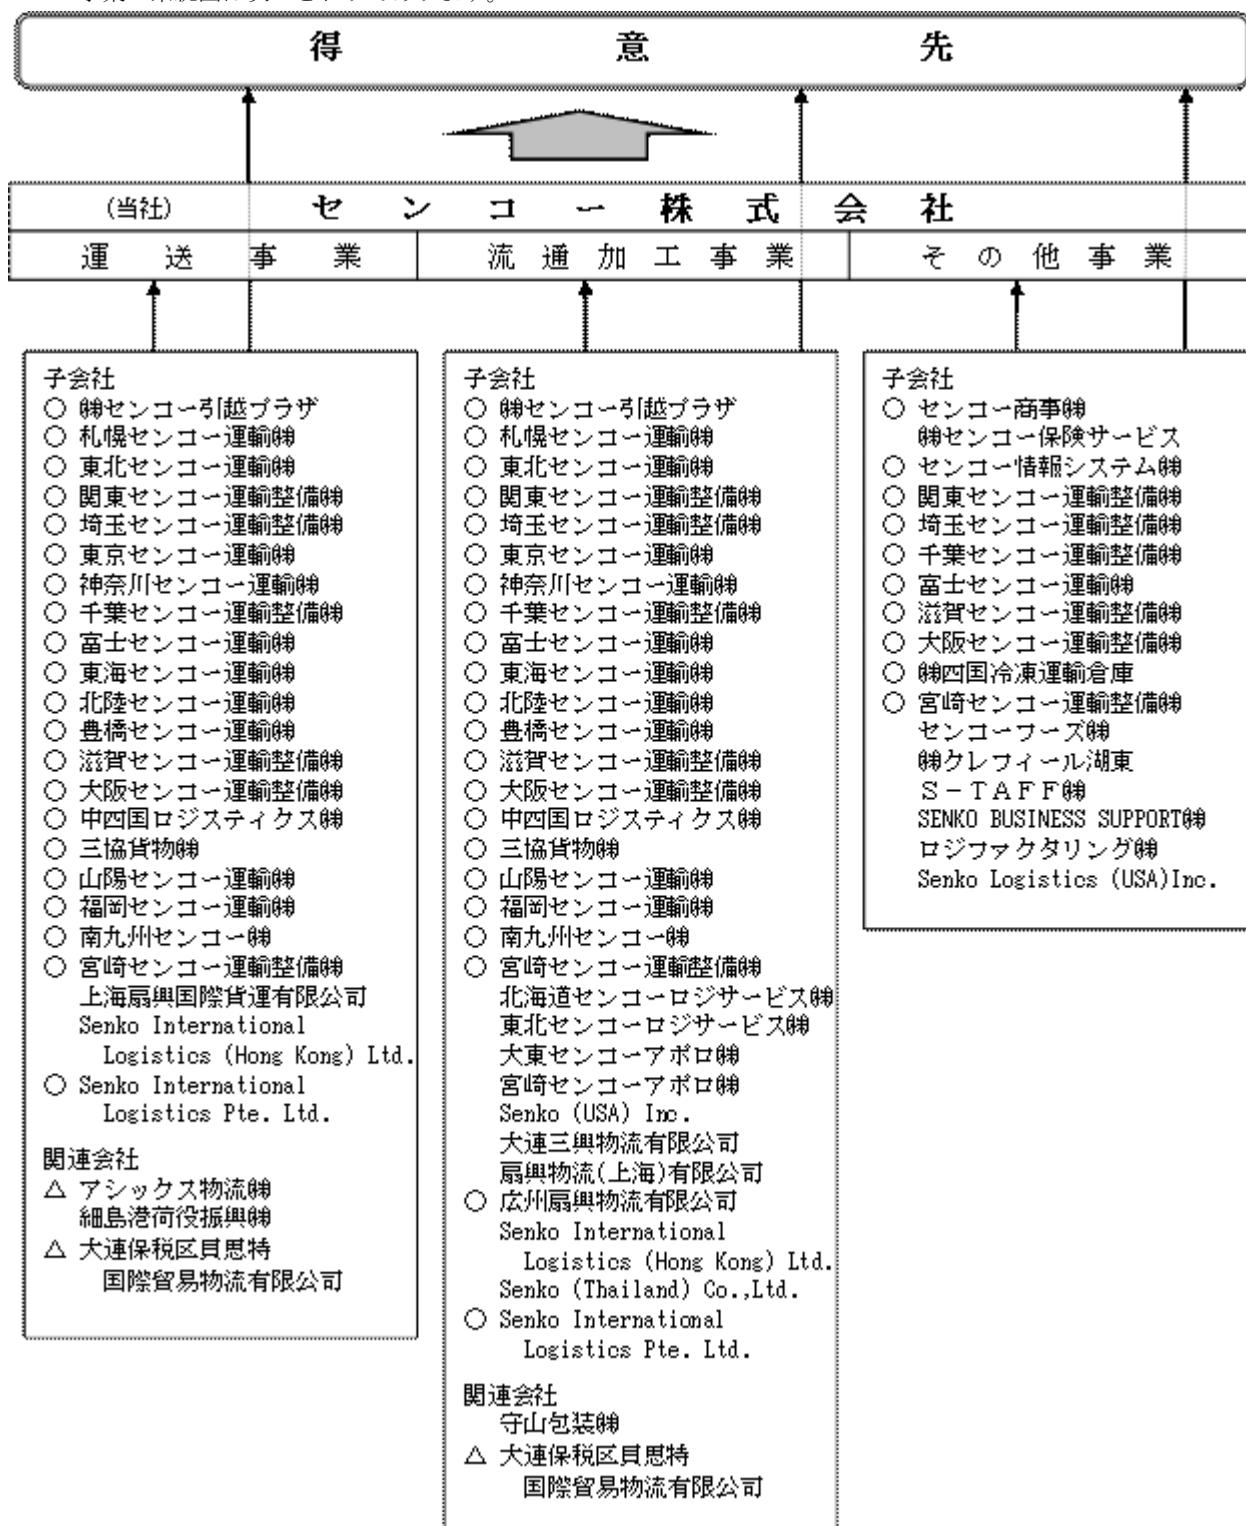 得意先
(当社) センコー株式会社
運送事業 流通加工事業 その他事業
子会社
○ ㈱センコー引越プラザ
○ 札幌センコー運輸㈱
○ 東北センコー運輸㈱
○ 関東センコー運輸整備㈱
○ 埼玉センコー運輸整備㈱
○ 東京センコー運輸㈱
○ 神奈川センコー運輸㈱
○ 千葉センコー運輸整備㈱
○ 富士センコー運輸㈱
○ 東海センコー運輸㈱
○ 北陸センコー運輸㈱
○ 豊橋センコー運輸㈱
○ 滋賀センコー運輸整備㈱
○ 大阪センコー運輸整備㈱
○ 中四国ロジスティクス㈱
○ 三協貨物㈱
○ 山陽センコー運輸㈱
○ 福岡センコー運輸㈱
○ 南九州センコー㈱
○ 宮崎センコー運輸整備㈱
上海扇興国際貨運有限公司
Senko International
Logistics (Hong Kong) Ltd.
○ Senko International
Logistics Pte. Ltd.
関連会社
△ アシックス物流㈱
細島港荷役振興㈱
△ 大連保税区貝思特
国際貿易物流有限公司
子会社
○ ㈱センコー引越プラザ
○ 札幌センコー運輸㈱
○ 東北センコー運輸㈱
○ 関東センコー運輸整備㈱
○ 埼玉センコー運輸整備㈱
○ 東京センコー運輸㈱
○ 神奈川センコー運輸㈱
○ 千葉センコー運輸整備㈱
○ 富士センコー運輸㈱
○ 東海センコー運輸㈱
○ 北陸センコー運輸㈱
○ 豊橋センコー運輸㈱
○ 滋賀センコー運輸整備㈱
○ 大阪センコー運輸整備㈱
○ 中四国ロジスティクス㈱
○ 三協貨物㈱
○ 山陽センコー運輸㈱
○ 福岡センコー運輸㈱
○ 南九州センコー㈱
○ 宮崎センコー運輸整備㈱
北海道センコーロジサービス㈱
東北センコーロジサービス㈱
大東センコーアポロ㈱
宮崎センコーアポロ㈱
Senko (USA) Inc.
大連三興物流有限公司
扇興物流(上海)有限公司
○ 広州扇興物流有限公司
Senko International
Logistics (Hong Kong) Ltd.
Senko (Thailand) Co.,Ltd.
○ Senko International
Logistics Pte. Ltd.
関連会社
守山包装㈱
△ 大連保税区貝思特
国際貿易物流有限公司
子会社
○ センコー商事㈱
㈱センコー保険サービス
○ センコー情報システム㈱
○ 関東センコー運輸整備㈱
○ 埼玉センコー運輸整備㈱
○ 千葉センコー運輸整備㈱
○ 富士センコー運輸㈱
○ 滋賀センコー運輸整備㈱
○ 大阪センコー運輸整備㈱
○ ㈱四国冷凍運輸倉庫
○ 宮崎センコー運輸整備㈱
センコーフーズ㈱
㈱クレフィール湖東
Ｓ－ＴＡＦＦ㈱
SENKO BUSINESS SUPPORT㈱
ロジファクタリング㈱
Senko Logistics (USA)Inc.